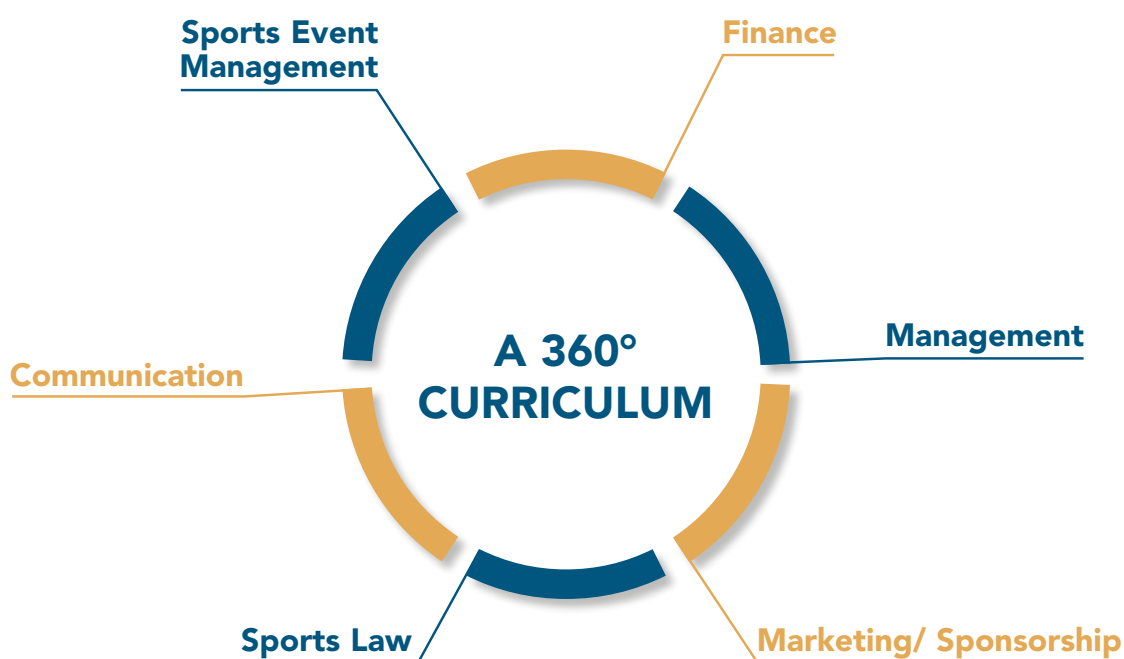 Sports Event
Management
Finance
Management
A 360°
CURRICULUM
Communication
Sports Law
Marketing/ Sponsorship